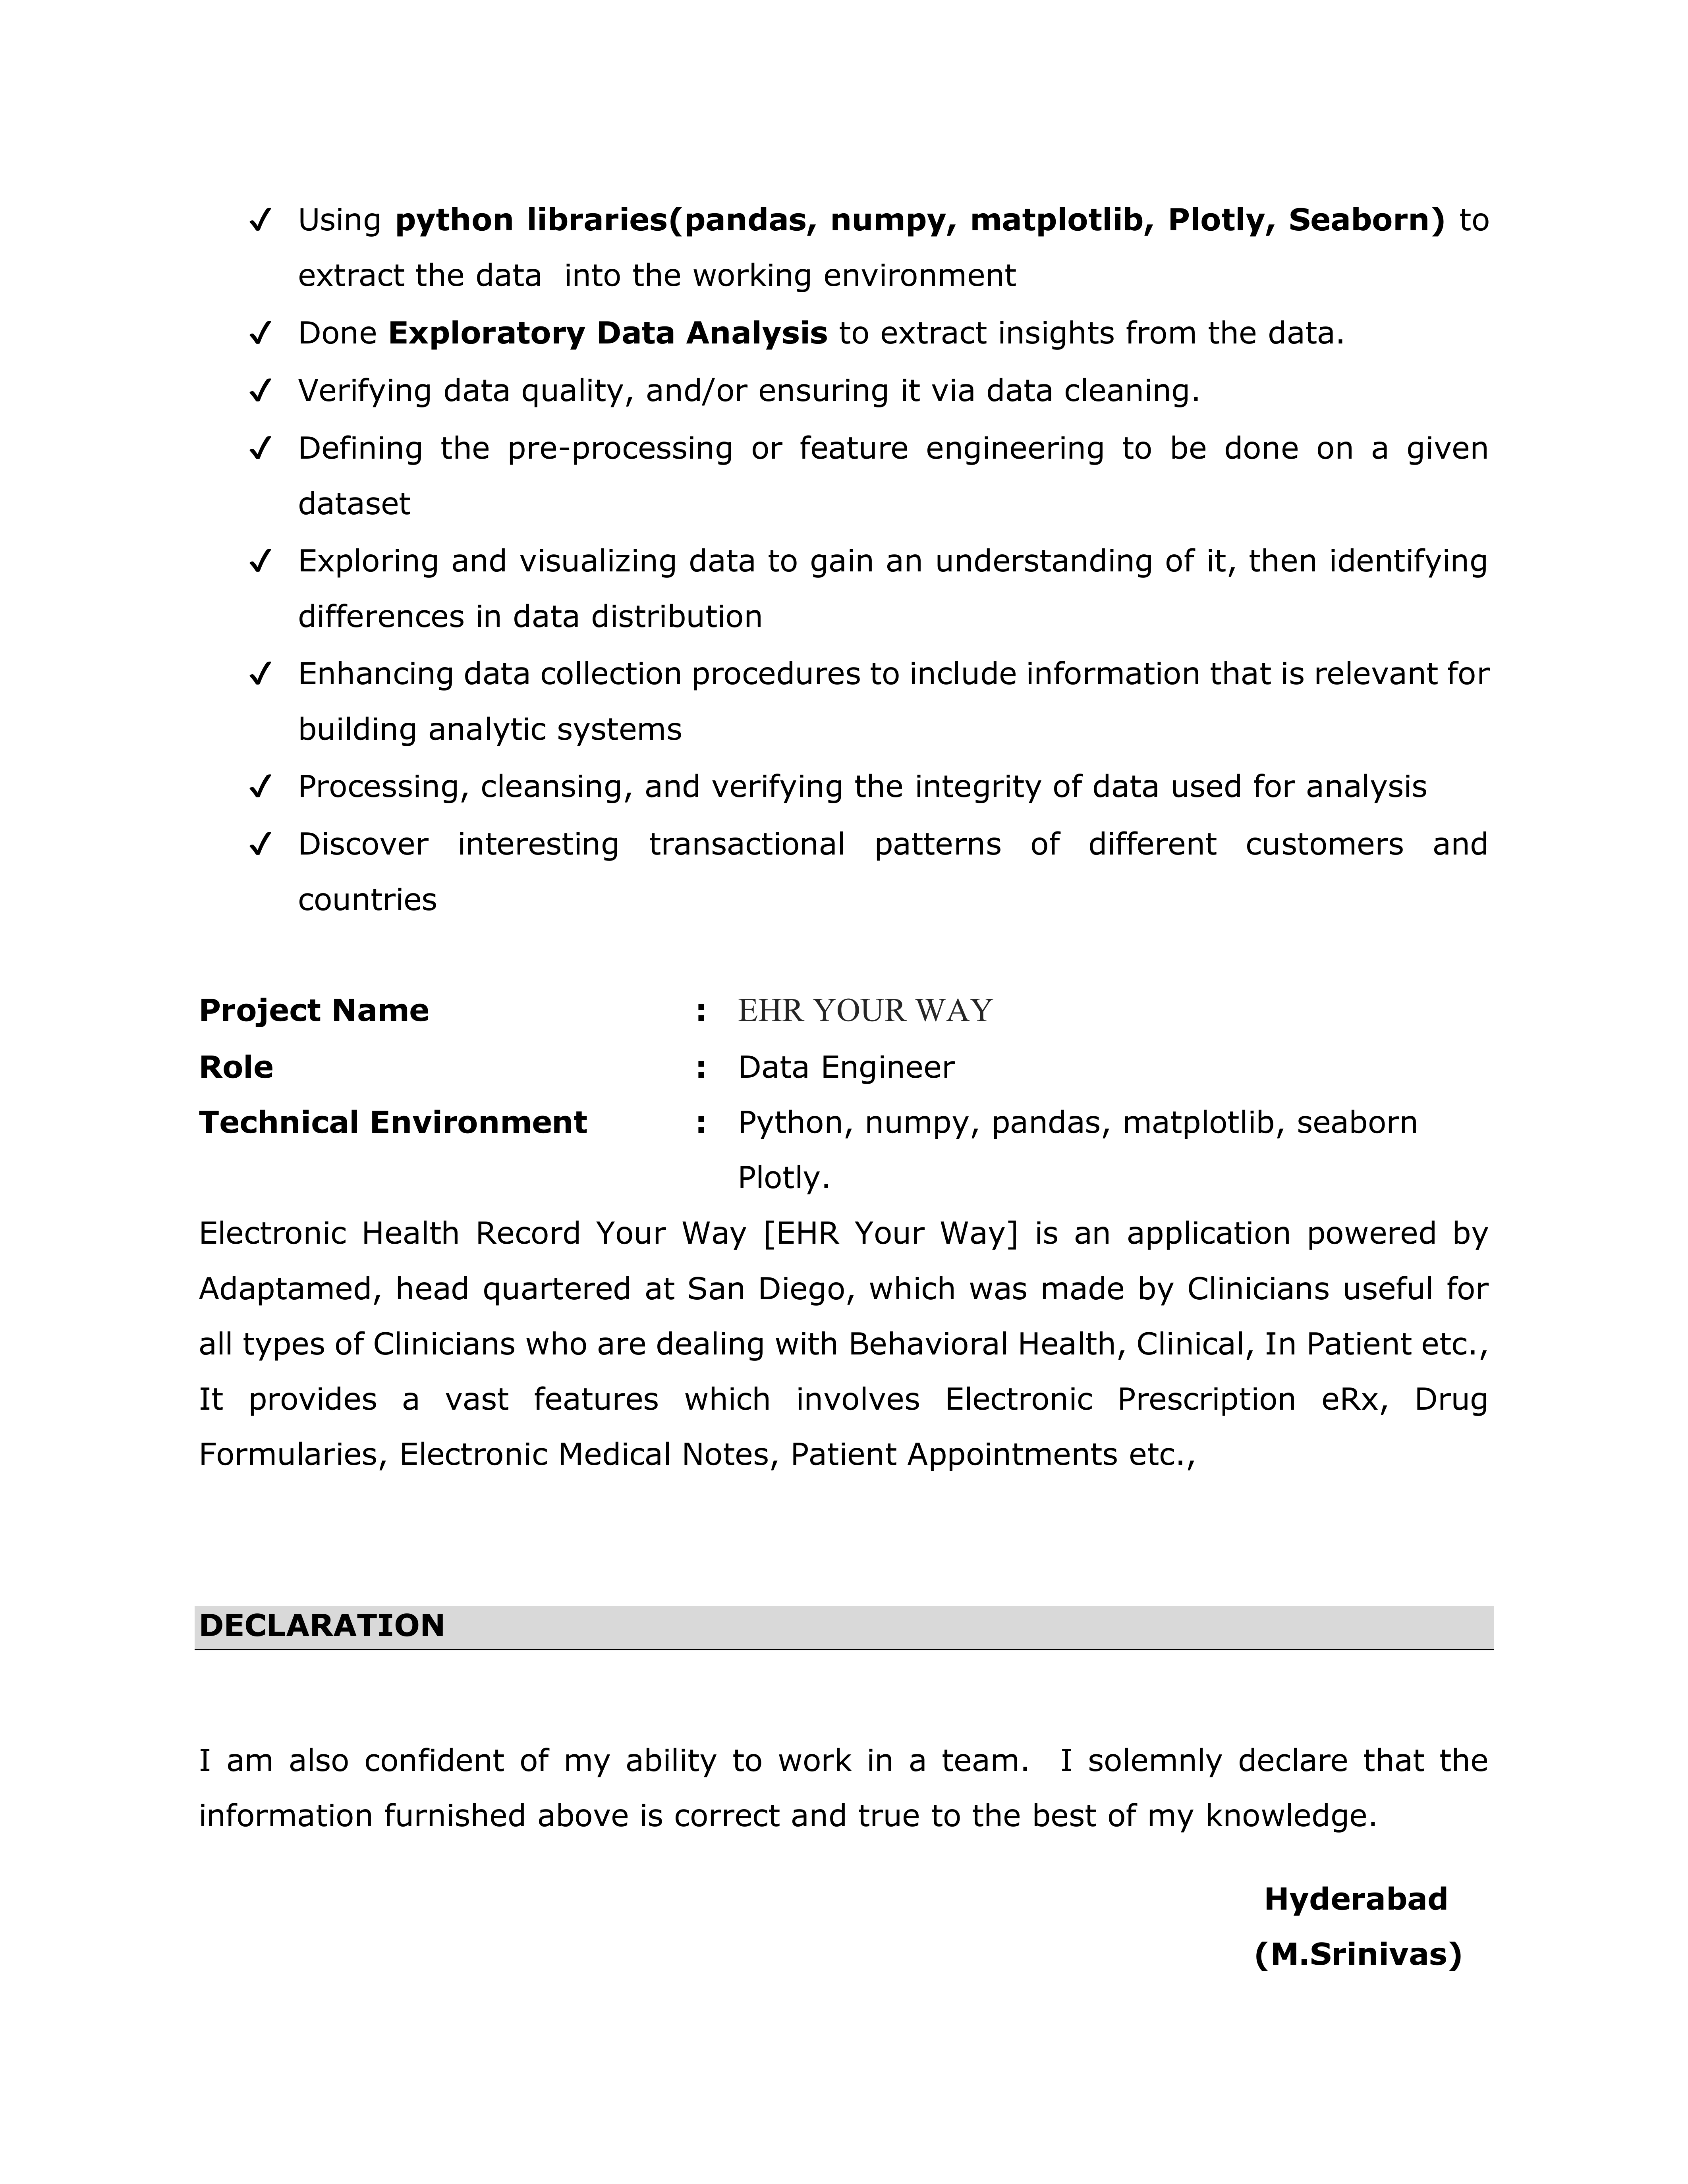 ✓ Using python libraries(pandas, numpy, matplotlib, Plotly, Seaborn) to
extract the data  into the working environment
✓ Done Exploratory Data Analysis to extract insights from the data.
✓ Verifying data quality, and/or ensuring it via data cleaning.
✓ Defining the pre-processing or feature engineering to be done on a given
dataset
✓ Exploring and visualizing data to gain an understanding of it, then identifying
differences in data distribution
✓ Enhancing data collection procedures to include information that is relevant for
building analytic systems
✓ Processing, cleansing, and verifying the integrity of data used for analysis
✓ Discover interesting transactional patterns of different customers and
countries
Project Name : EHR YOUR WAY
Role : Data Engineer
Technical Environment : Python, numpy, pandas, matplotlib, seaborn
Plotly.
Electronic Health Record Your Way [EHR Your Way] is an application powered by
Adaptamed, head quartered at San Diego, which was made by Clinicians useful for
all types of Clinicians who are dealing with Behavioral Health, Clinical, In Patient etc.,
It provides a vast features which involves Electronic Prescription eRx, Drug
Formularies, Electronic Medical Notes, Patient Appointments etc.,
DECLARATION
I am also confident of my ability to work in a team.  I solemnly declare that the
information furnished above is correct and true to the best of my knowledge.
Hyderabad
(M.Srinivas)